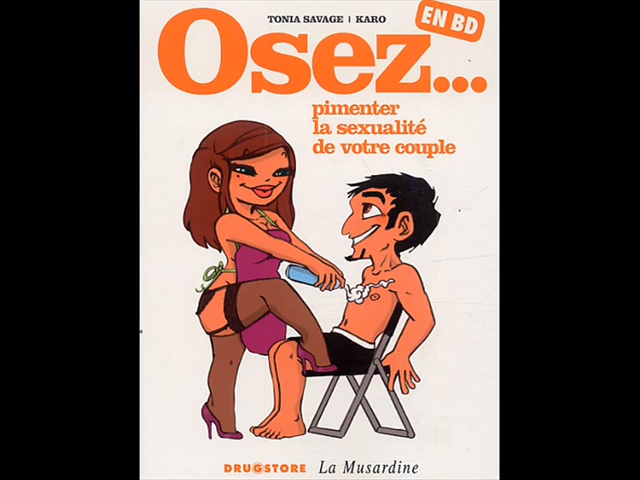 TONIA SAVAGE | KARO
EN BD
Osez...
pimenter
la sexualité
de votre couple
DRUGSTORE La Musardine